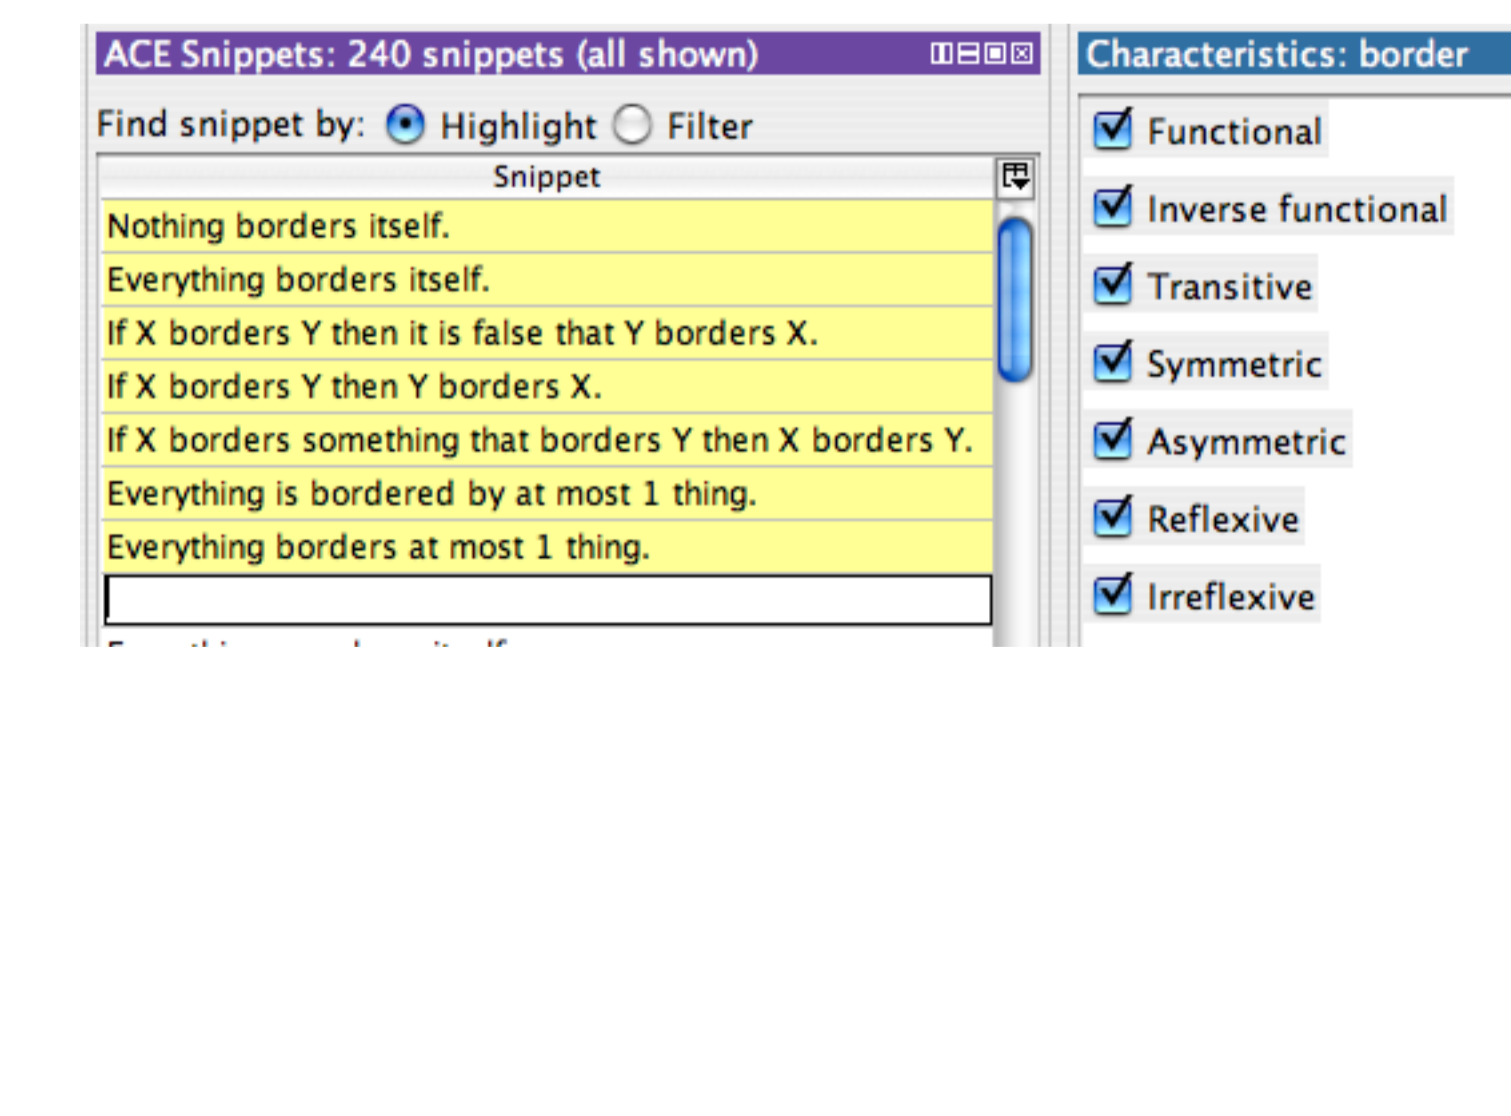 ACE Snippets: 240 snippets (all shown)
Find snippet by: Highlight Filter
Snippet
Nothing borders itself.
Everything borders itself.
If X borders Y then it is false that Y borders X.
If X borders Y then Y borders X.
If X borders something that borders Y then X borders Y.
Everything is bordered by at most 1 thing.
Everything borders at most 1 thing.
Characteristics: border
Functional
Inverse functional
Transitive
Symmetric
Asymmetric
Reflexive
Irreflexive